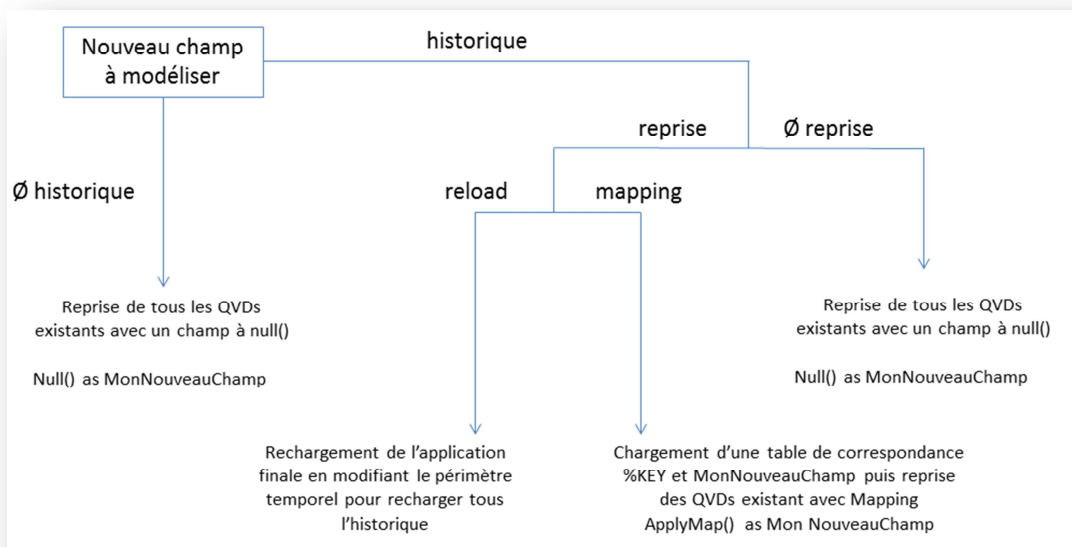 Nouveau champ
à modéliser
historique
reprise
Ø reprise
Ø historique
reload
mapping
Reprise de tous les QVDs
existants avec un champ à null()
Null() as MonNouveauChamp
Reprise de tous les QVDs
existants avec un champ à null()
Null() as MonNouveauChamp
Rechargement de l’application
finale en modifiant le périmètre
temporel pour recharger tous
l’historique
Chargement d’une table de correspondance
%KEY et MonNouveauChamp puis reprise
des QVDs existant avec Mapping
ApplyMap() as Mon NouveauChamp